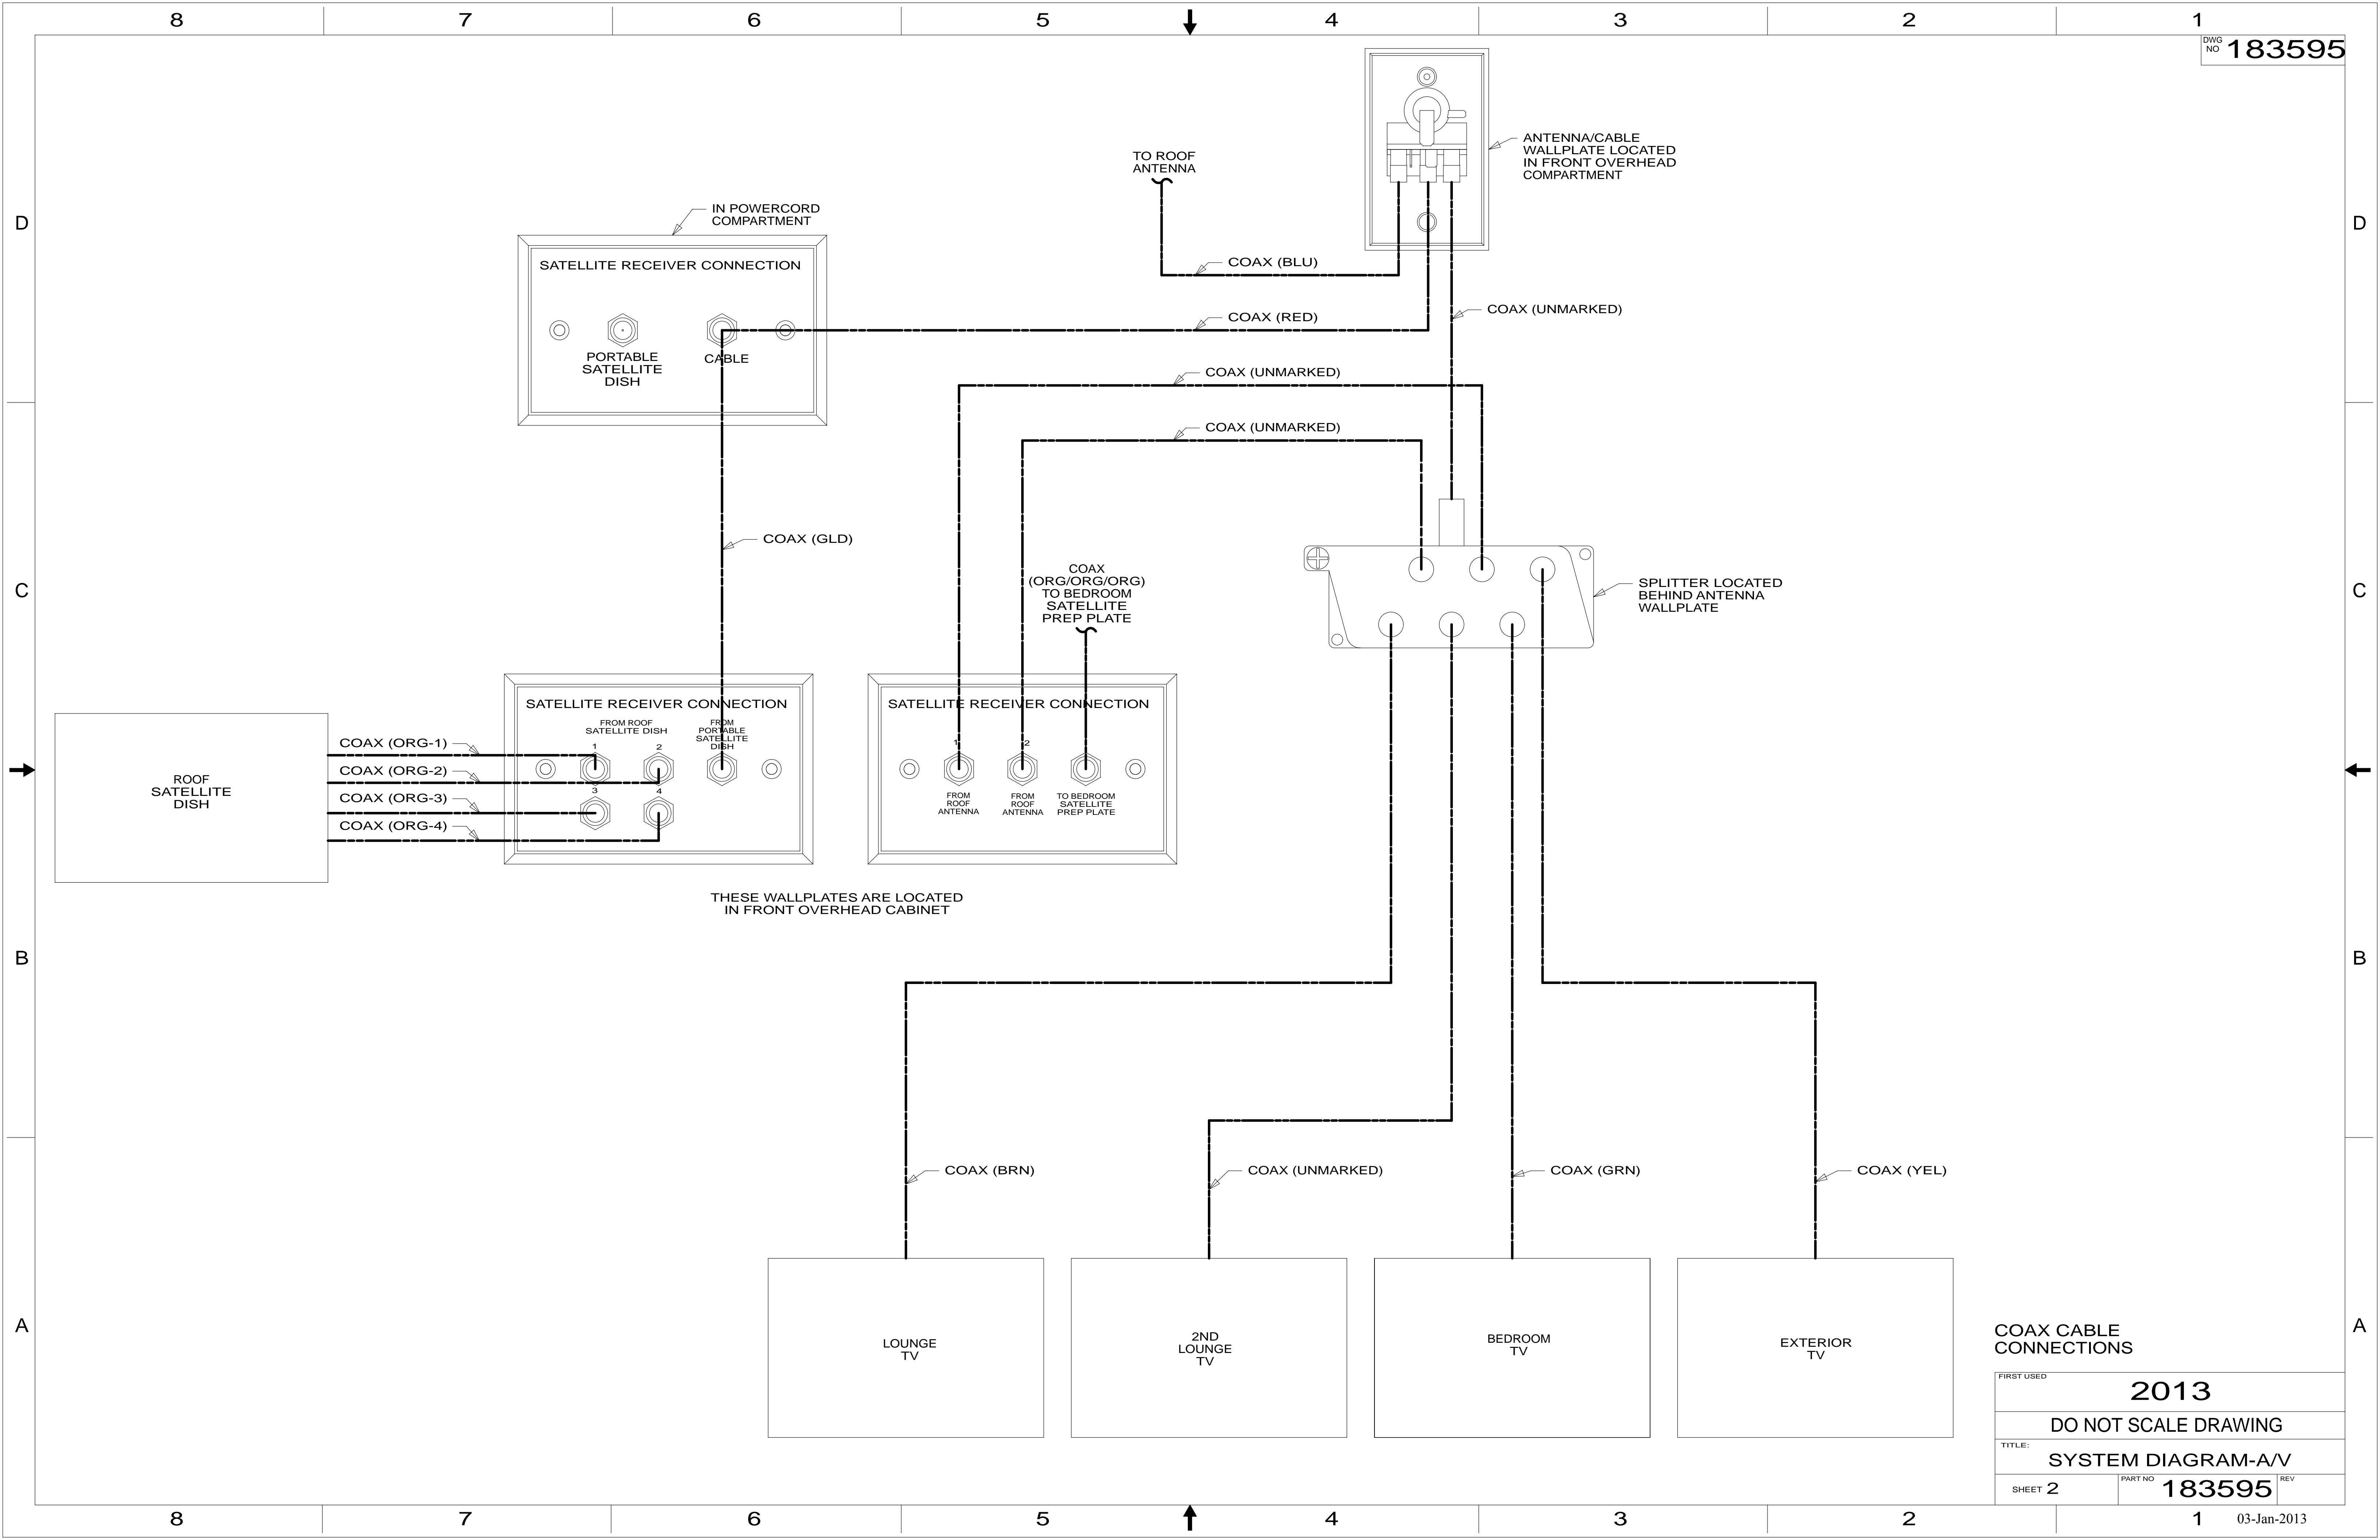 8 7 6 5 4 3 2 1
DWG
NO 183595
ANTENNA/CABLE
WALLPLATE LOCATED
IN FRONT OVERHEAD
COMPARTMENT
TO ROOF
ANTENNA
D
D
IN POWERCORD
COMPARTMENT
SATELLITE RECEIVER CONNECTION
PORTABLE
SATELLITE
DISH
CABLE
COAX (BLU)
COAX (RED)
COAX (UNMARKED)
COAX (UNMARKED)
COAX (UNMARKED)
COAX (GLD)
COAX
(ORG/ORG/ORG)
TO BEDROOM
SATELLITE
PREP PLATE
C
C
SPLITTER LOCATED
BEHIND ANTENNA
WALLPLATE
ROOF
SATELLITE
DISH
COAX (ORG-1)
COAX (ORG-2)
COAX (ORG-3)
COAX (ORG-4)
SATELLITE RECEIVER CONNECTION
FROM ROOF
SATELLITE DISH
FROM
PORTABLE
SATELLITE
DISH
1 2
3 4
SATELLITE RECEIVER CONNECTION
1 2
FROM
ROOF
ANTENNA
FROM
ROOF
ANTENNA
TO BEDROOM
SATELLITE
PREP PLATE
THESE WALLPLATES ARE LOCATED
IN FRONT OVERHEAD CABINET
B
B
COAX (BRN)
COAX (UNMARKED)
COAX (GRN)
COAX (YEL)
A
A
LOUNGE
TV
2ND
LOUNGE
TV
BEDROOM
TV
EXTERIOR
TV
COAX CABLE
CONNECTIONS
FIRST USED
2013
DO NOT SCALE DRAWING
TITLE:
SYSTEM DIAGRAM-A/V
SHEET 2
PART NO 183595
REV
8 7 6 5 4 3 2 1
03-Jan-2013